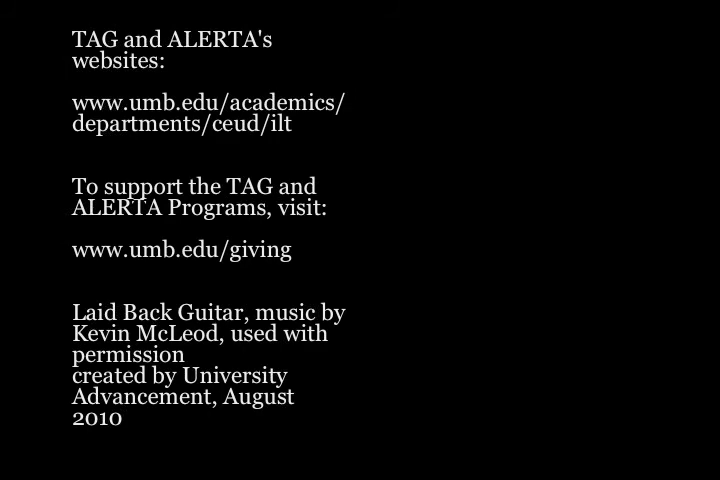 TAG and ALERTA's
websites:
www.umb.edu/academics/
departments/ceud/ilt
To support the TAG and
ALERTA Programs, visit:
www.umb.edu/giving
Laid Back Guitar, music by
Kevin McLeod, used with
permission
created by University
Advancement, August
2010